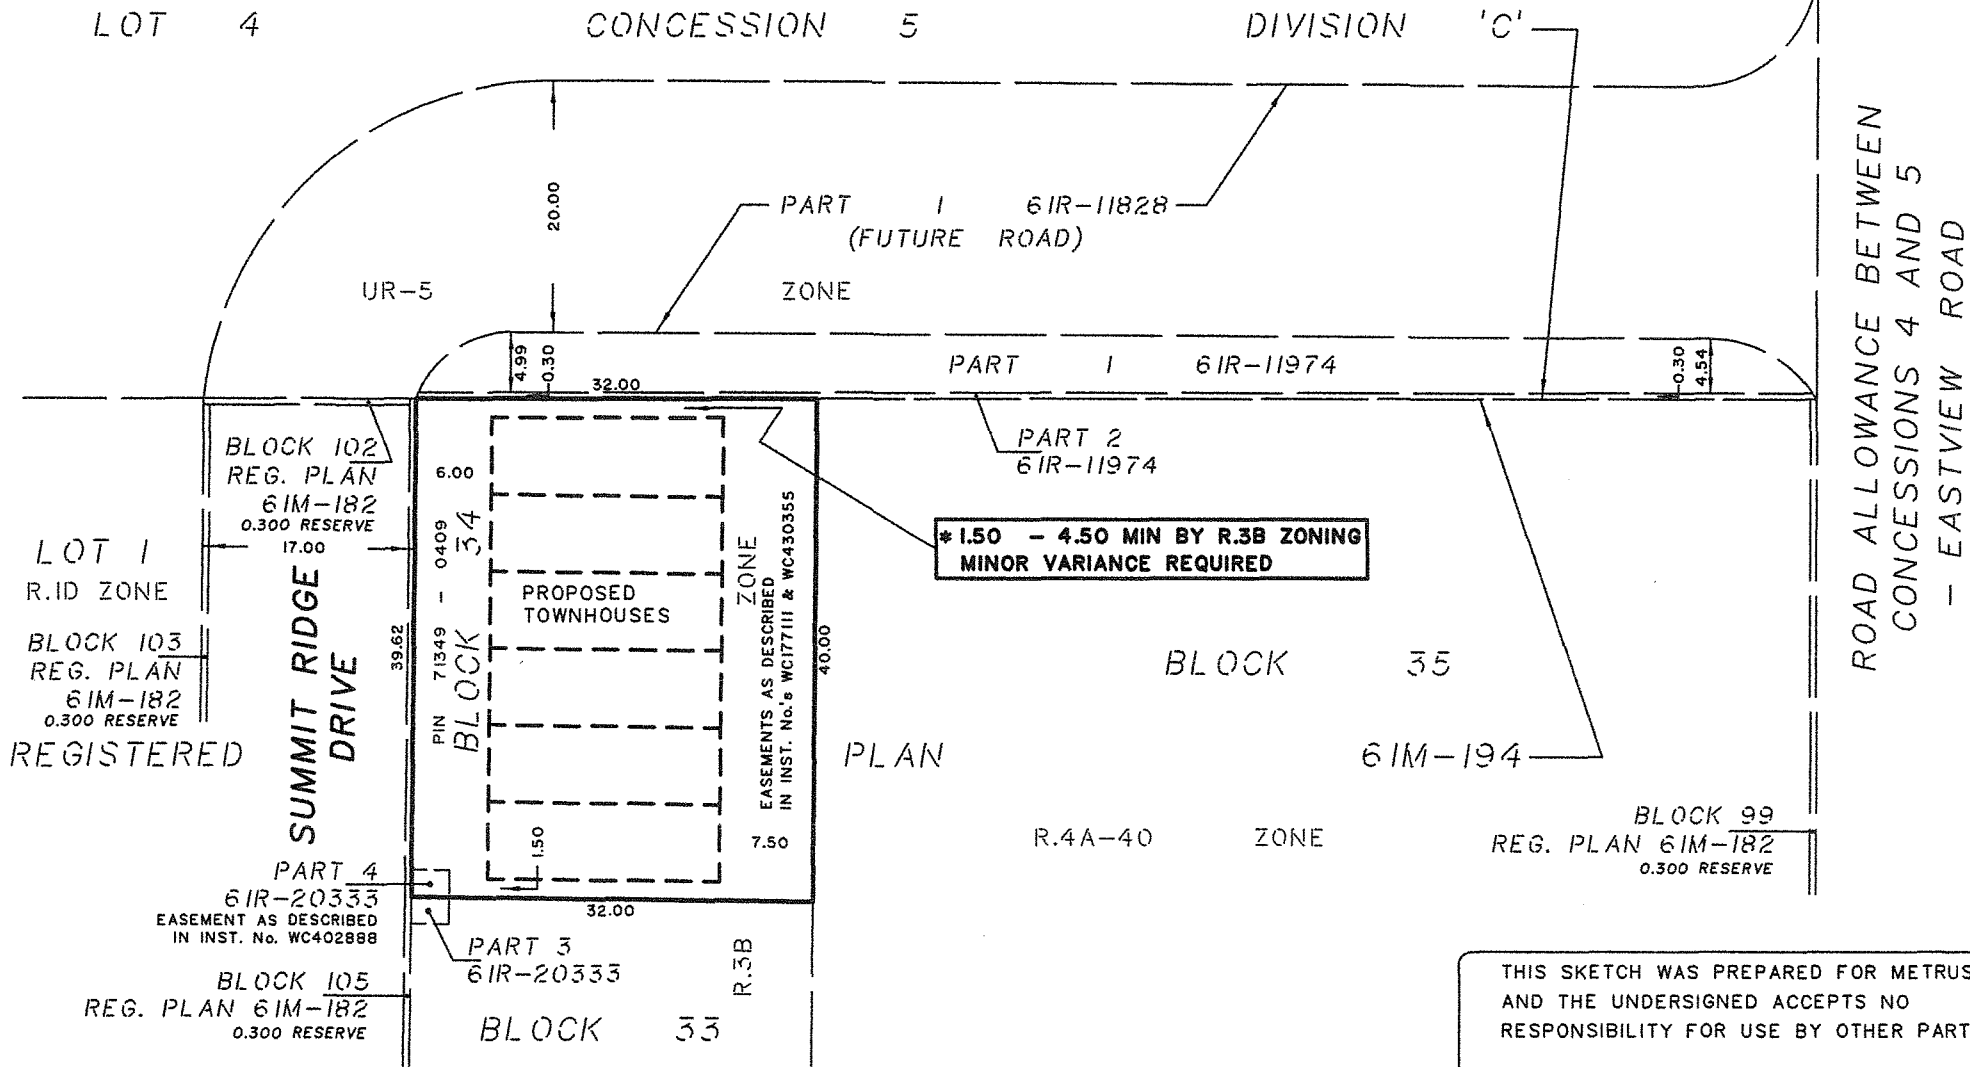 LOT 4 CONCESSION 5 DIVISION 'C'
20.00
PART 1 61R-11828
(FUTURE ROAD)
UR-5 ZONE
4.99
0.30
32.00
PART 1 61R-11974
0.30
4.54
ROAD ALLOWANCE BETWEEN
CONCESSIONS 4 AND 5
- EASTVIEW ROAD
BLOCK 102
REG. PLAN
61M-182
0.300 RESERVE
17.00
LOT 1
R.1D ZONE
BLOCK 103
REG. PLAN
61M-182
0.300 RESERVE
SUMMIT RIDGE
DRIVE
39.62
6.00
PIN 71349 - 0409
BLOCK 34
PROPOSED
TOWNHOUSES
ZONE
EASEMENTS AS DESCRIBED
IN INST. No.'s WC177111 & WC430355
40.00
7.50
1.50
32.00
PART 2
61R-11974
* 1.50 - 4.50 MIN BY R.3B ZONING
MINOR VARIANCE REQUIRED
BLOCK 35
REGISTERED PLAN 61M-194
R.4A-40 ZONE
BLOCK 99
REG. PLAN 61M-182
0.300 RESERVE
PART 4
61R-20333
EASEMENT AS DESCRIBED
IN INST. No. WC402888
PART 3
61R-20333
R.3B
BLOCK 105
REG. PLAN 61M-182
0.300 RESERVE
BLOCK 33
THIS SKETCH WAS PREPARED FOR METRUS
AND THE UNDERSIGNED ACCEPTS NO
RESPONSIBILITY FOR USE BY OTHER PART